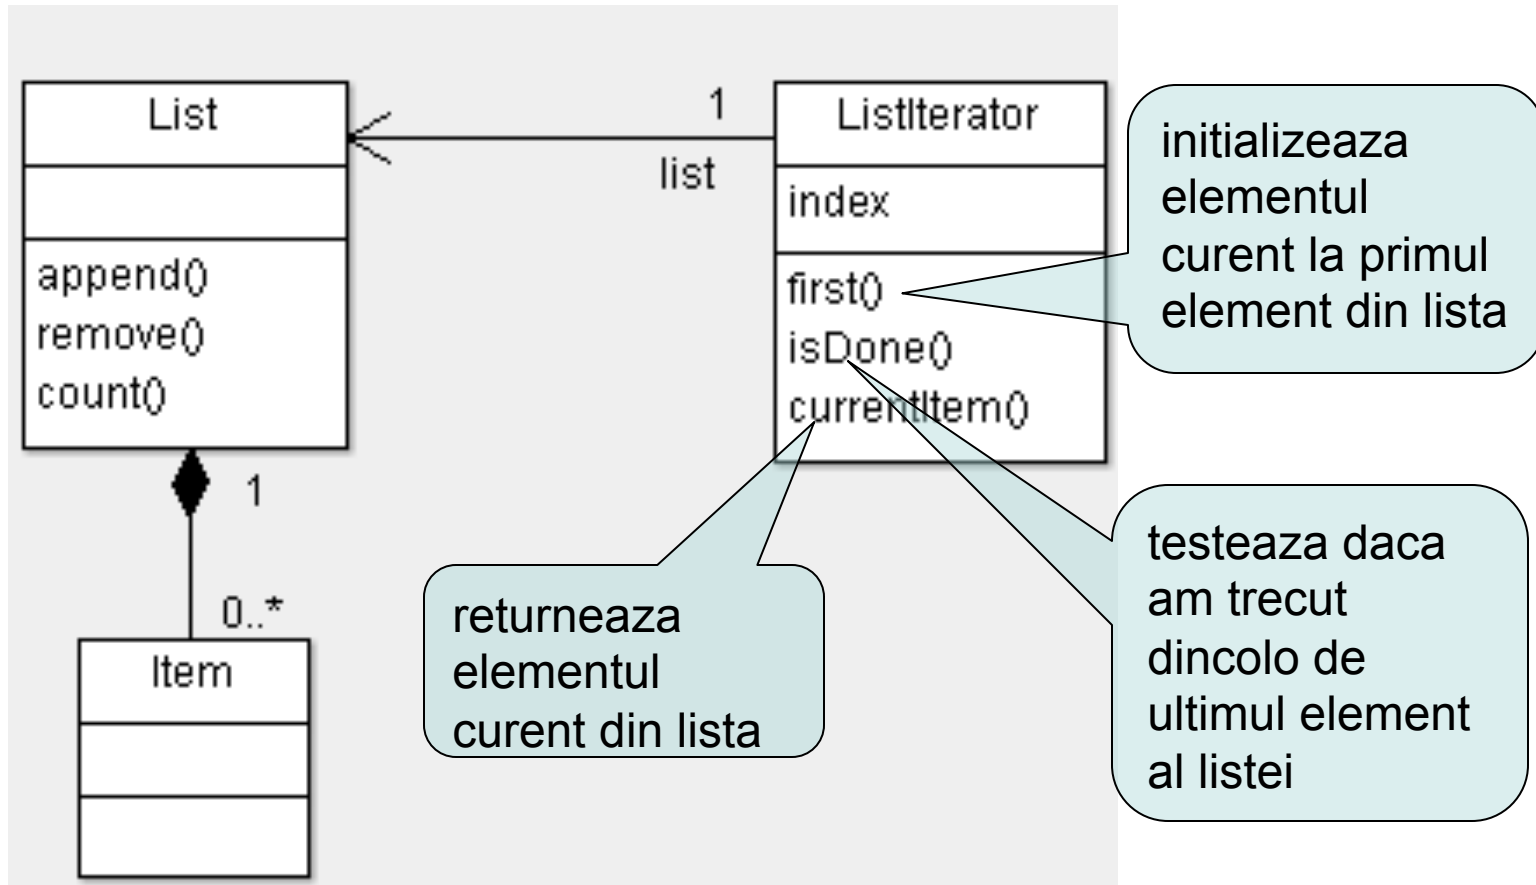 List
append()
remove()
count()
1
list
ListIterator
index
first()
isDone()
currentItem()
initializeaza
elementul
curent la primul
element din lista
1
0..*
Item
returneaza
elementul
curent din lista
testeaza daca
am trecut
dincolo de
ultimul element
al listei